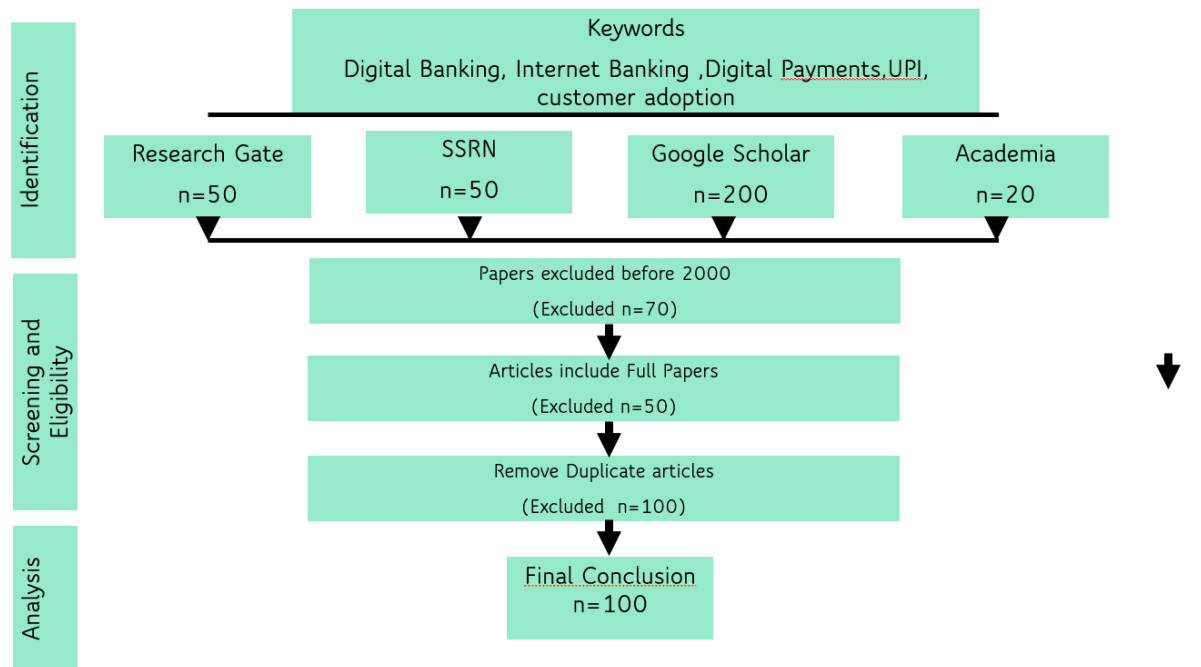 Keywords
Digital Banking, Internet Banking ,Digital Payments,UPI,
customer adoption
Identification
Research Gate
n=50
SSRN
n=50
Google Scholar
n=200
Academia
n=20
Screening and
Eligibility
Papers excluded before 2000
(Excluded n=70)
Articles include Full Papers
(Excluded n=50)
Remove Duplicate articles
(Excluded n=100)
Analysis
Final Conclusion
n=100